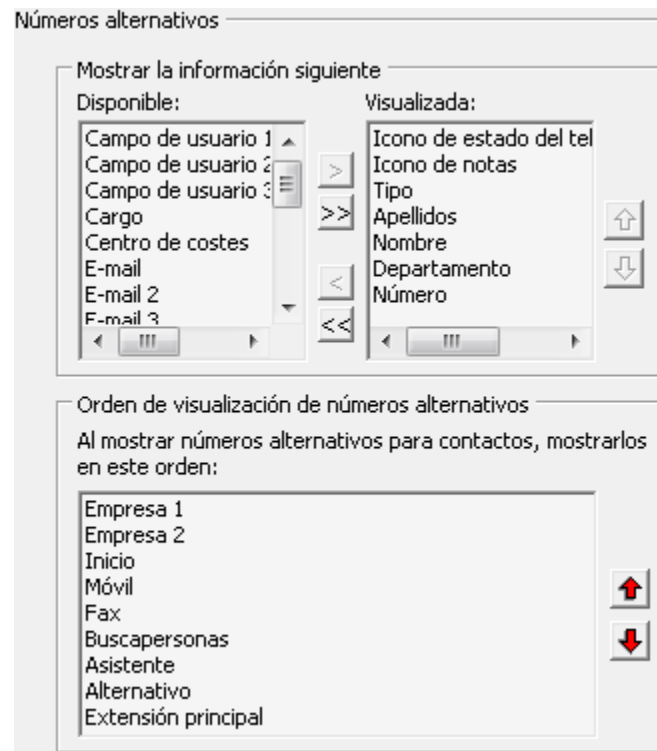 Números alternativos
Mostrar la información siguiente
Disponible:
Campo de usuario 1
Campo de usuario 2
Campo de usuario 3
Cargo
Centro de costes
E-mail
E-mail 2
E-mail 3
>
>>
<
<<
Visualizada:
Icono de estado del tel
Icono de notas
Tipo
Apellidos
Nombre
Departamento
Número
Orden de visualización de números alternativos
Al mostrar números alternativos para contactos, mostrarlos
en este orden:
Empresa 1
Empresa 2
Inicio
Móvil
Fax
Buscapersonas
Asistente
Alternativo
Extensión principal